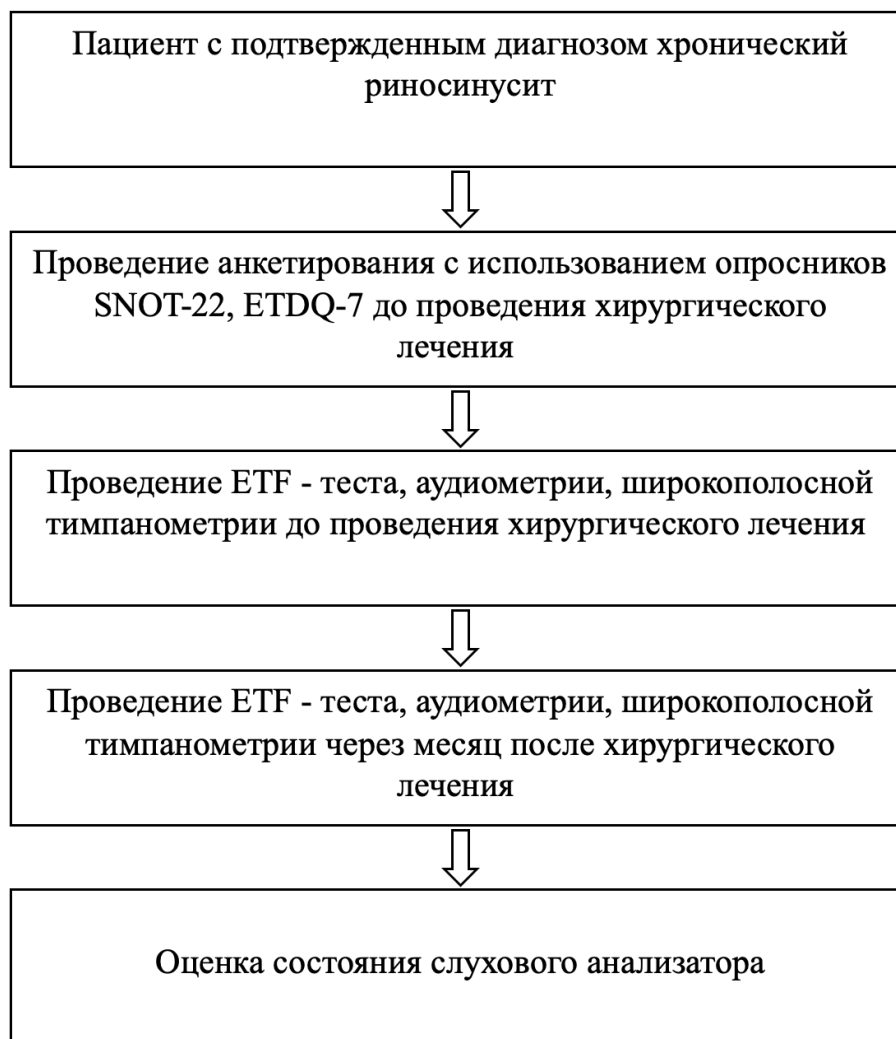 Пациент с подтвержденным диагнозом хронический
риносинусит
Проведение анкетирования с использованием опросников
SNOT-22, ETDQ-7 до проведения хирургического
лечения
Проведение ETF - теста, аудиометрии, широкополосной
тимпанометрии до проведения хирургического лечения
Проведение ETF - теста, аудиометрии, широкополосной
тимпанометрии через месяц после хирургического
лечения
Оценка состояния слухового анализатора